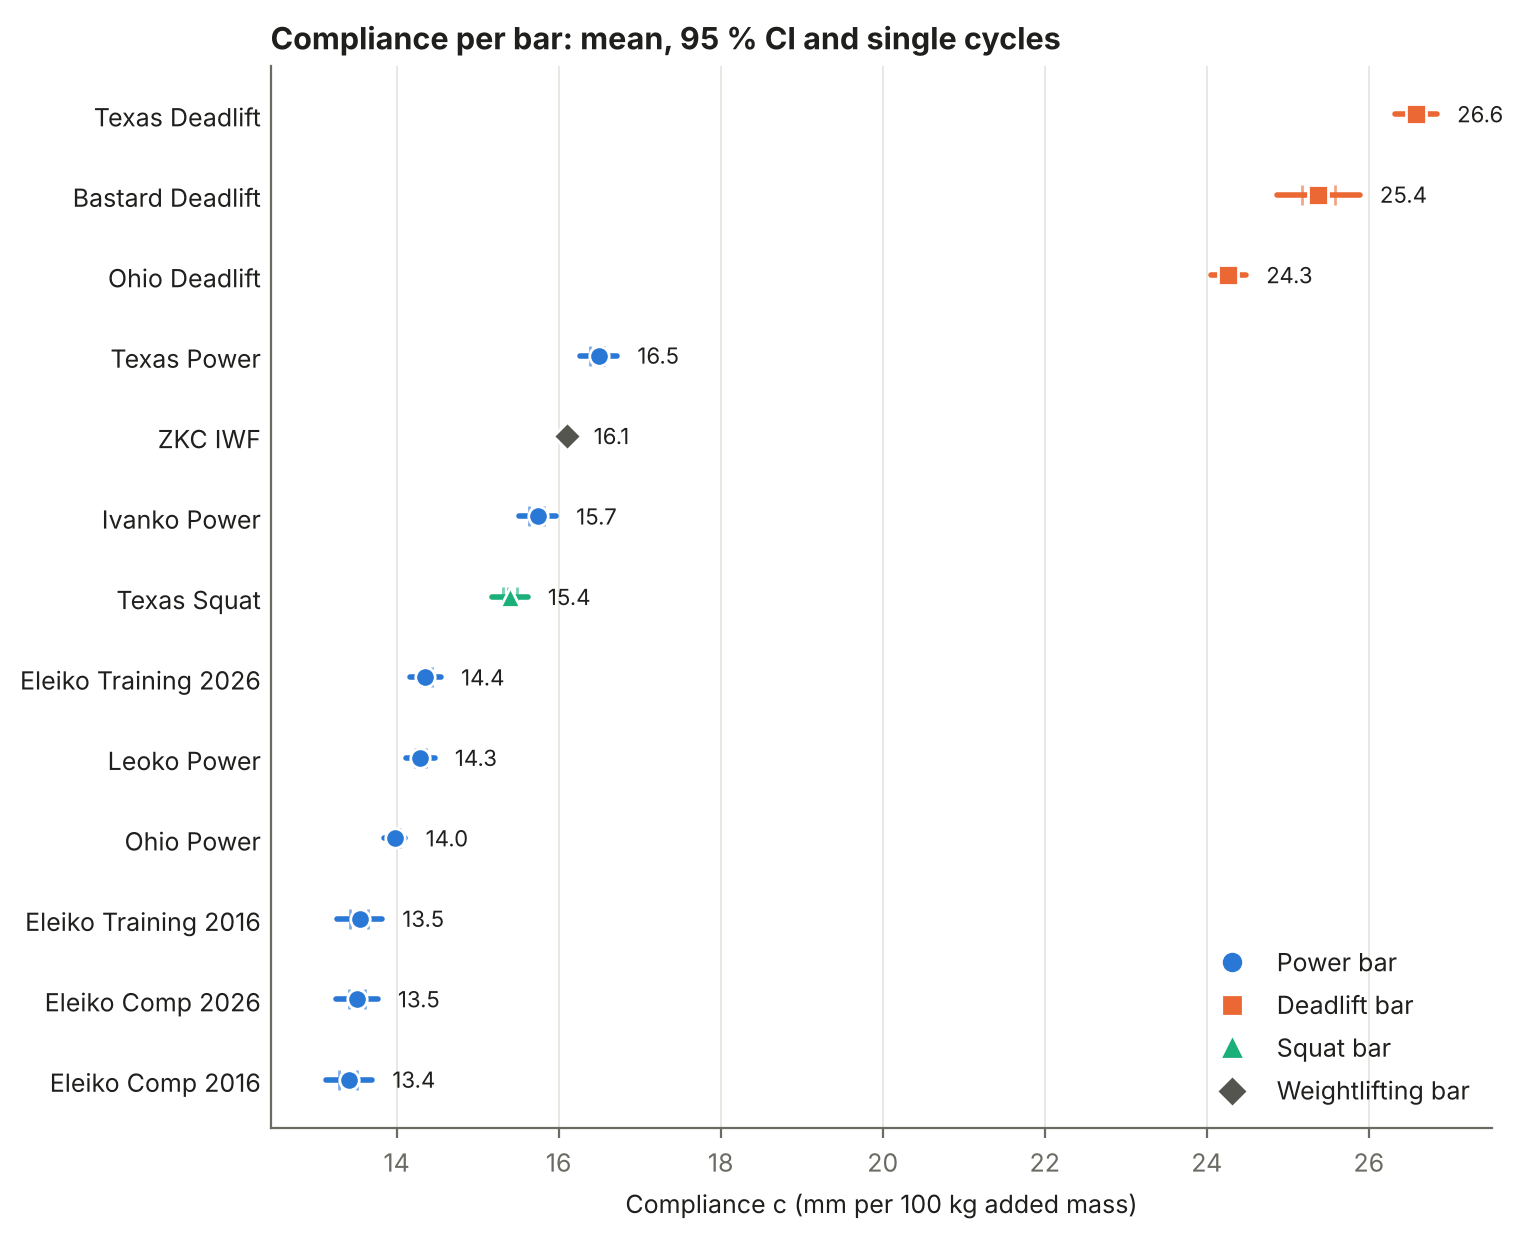 Compliance per bar: mean, 95 % CI and single cycles
Texas Deadlift 26.6
Bastard Deadlift 25.4
Ohio Deadlift 24.3
Texas Power 16.5
ZKC IWF 16.1
Ivanko Power 15.7
Texas Squat 15.4
Eleiko Training 2026 14.4
Leoko Power 14.3
Ohio Power 14.0
Eleiko Training 2016 13.5
Eleiko Comp 2026 13.5
Eleiko Comp 2016 13.4
Power bar
Deadlift bar
Squat bar
Weightlifting bar
14 16 18 20 22 24 26
Compliance c (mm per 100 kg added mass)